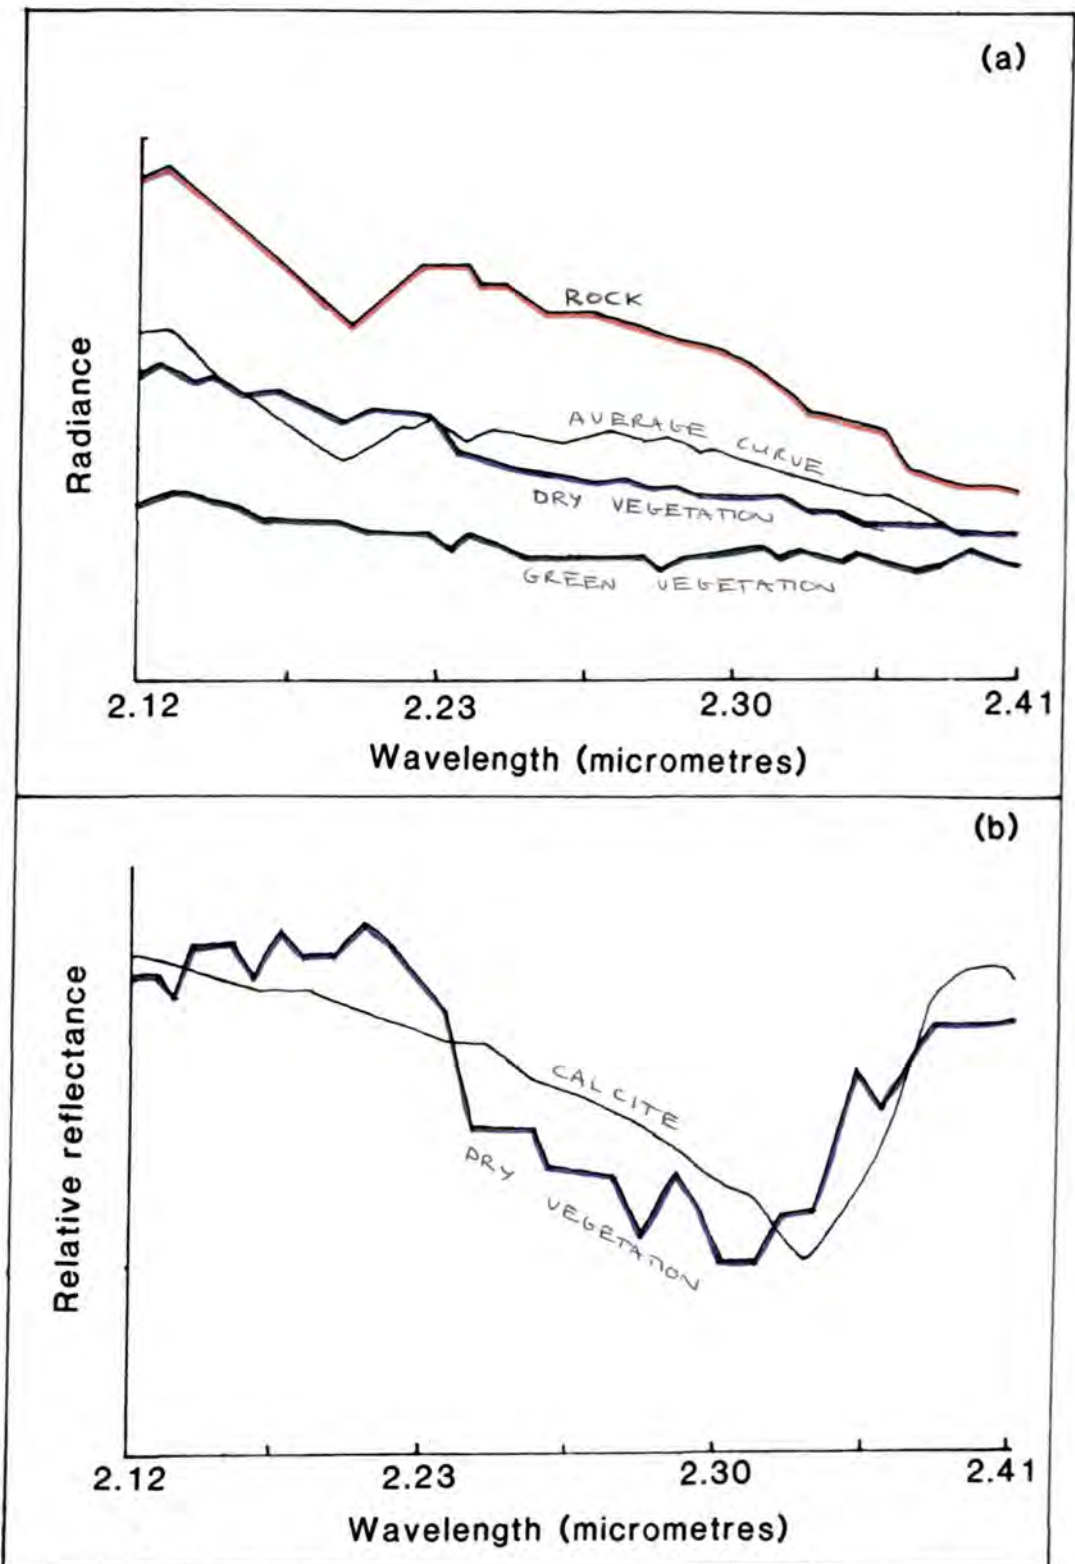 (a)
Radiance
ROCK
AVERAGE CURVE
DRY VEGETATION
GREEN VEGETATION
2.12 2.23 2.30 2.41
Wavelength (micrometres)
(b)
Relative reflectance
CALCITE
DRY VEGETATION
2.12 2.23 2.30 2.41
Wavelength (micrometres)